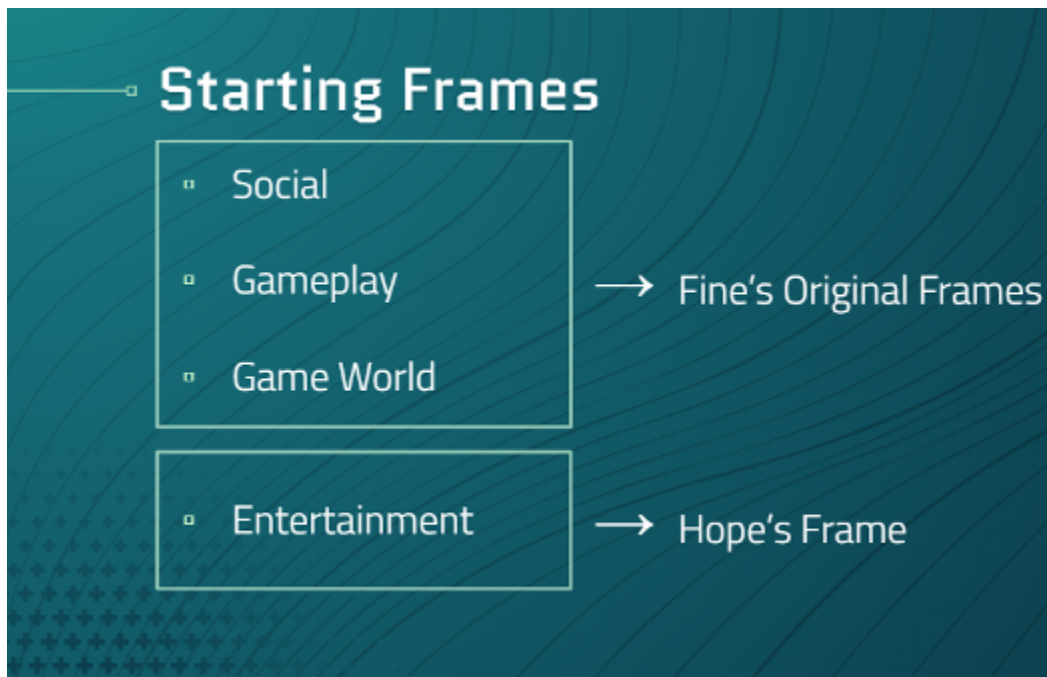 Starting Frames
Social
Gameplay
Game World
→ Fine's Original Frames
Entertainment
→ Hope's Frame